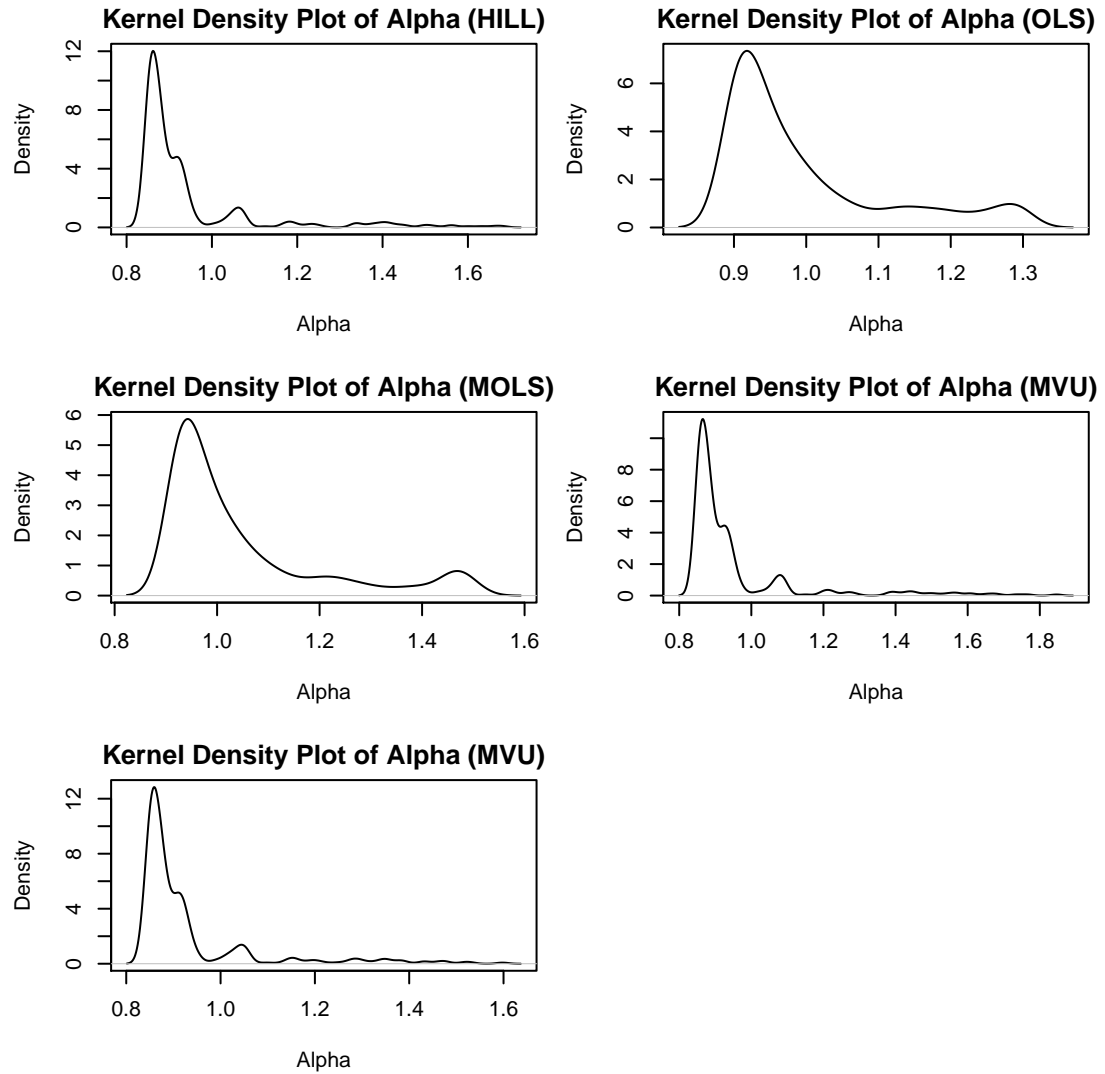 Kernel Density Plot of Alpha (HILL)
Density
0 4 8 12
0.8 1.0 1.2 1.4 1.6
Alpha
Kernel Density Plot of Alpha (OLS)
Density
0 2 4 6
0.9 1.0 1.1 1.2 1.3
Alpha
Kernel Density Plot of Alpha (MOLS)
Density
0 1 2 3 4 5 6
0.8 1.0 1.2 1.4 1.6
Alpha
Kernel Density Plot of Alpha (MVU)
Density
0 2 4 6 8
0.8 1.0 1.2 1.4 1.6 1.8
Alpha
Kernel Density Plot of Alpha (MVU)
Density
0 4 8 12
0.8 1.0 1.2 1.4 1.6
Alpha